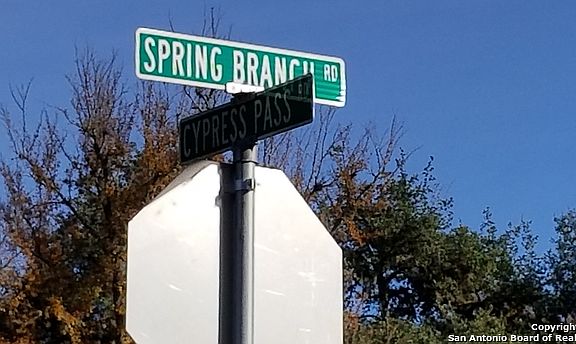 SPRING BRANCH RD
CYPRESS PASS
Copyright
San Antonio Board of Real